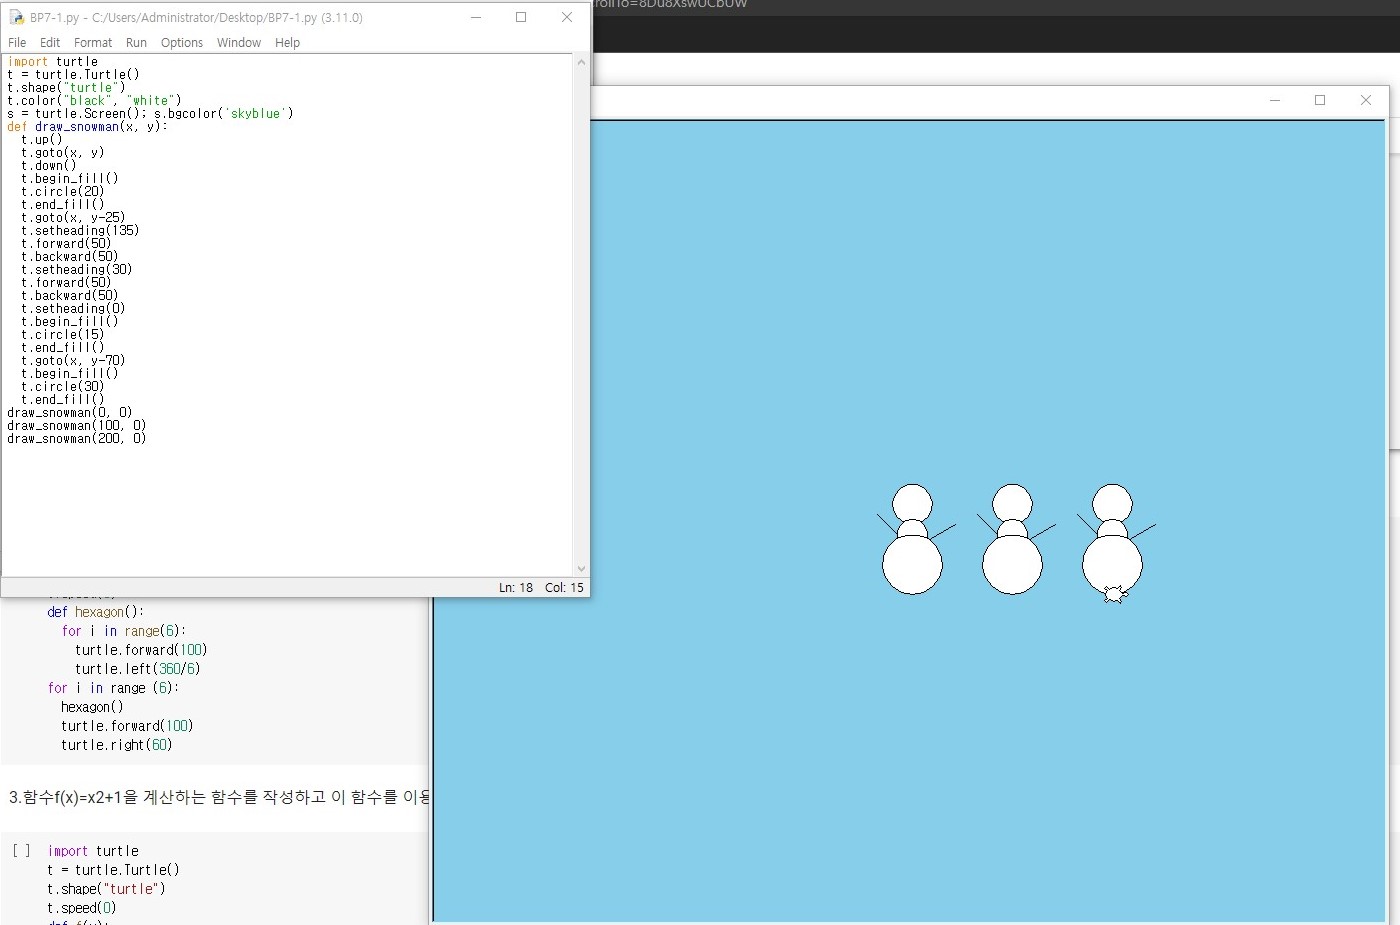 BP7-1.py - C:/Users/Administrator/Desktop/BP7-1.py (3.11.0)
File Edit Format Run Options Window Help
import turtle
t = turtle.Turtle()
t.shape("turtle")
t.color("black", "white")
s = turtle.Screen(); s.bgcolor('skyblue')
def draw_snowman(x, y):
  t.up()
  t.goto(x, y)
  t.down()
  t.begin_fill()
  t.circle(20)
  t.end_fill()
  t.goto(x, y-25)
  t.setheading(135)
  t.forward(50)
  t.backward(50)
  t.setheading(30)
  t.forward(50)
  t.backward(50)
  t.setheading(0)
  t.begin_fill()
  t.circle(15)
  t.end_fill()
  t.goto(x, y-70)
  t.begin_fill()
  t.circle(30)
  t.end_fill()
draw_snowman(0, 0)
draw_snowman(100, 0)
draw_snowman(200, 0)
Ln: 18 Col: 15
def hexagon():
  for i in range(6):
    turtle.forward(100)
    turtle.left(360/6)
for i in range (6):
  hexagon()
  turtle.forward(100)
  turtle.right(60)
3.함수f(x)=x2+1을 계산하는 함수를 작성하고 이 함수를
[ ] import turtle
t = turtle.Turtle()
t.shape("turtle")
t.speed(0)